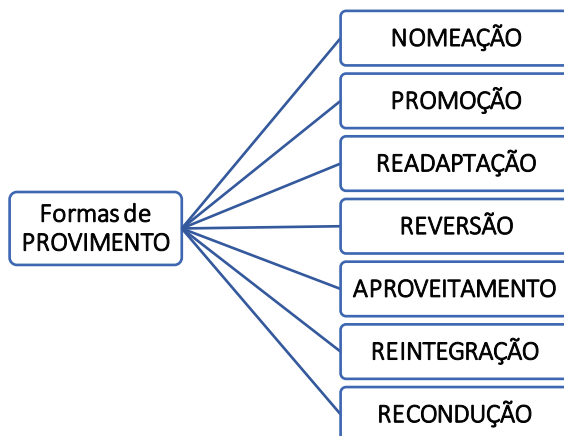 Formas de
PROVIMENTO
NOMEAÇÃO
PROMOÇÃO
READAPTAÇÃO
REVERSÃO
APROVEITAMENTO
REINTEGRAÇÃO
RECONDUÇÃO